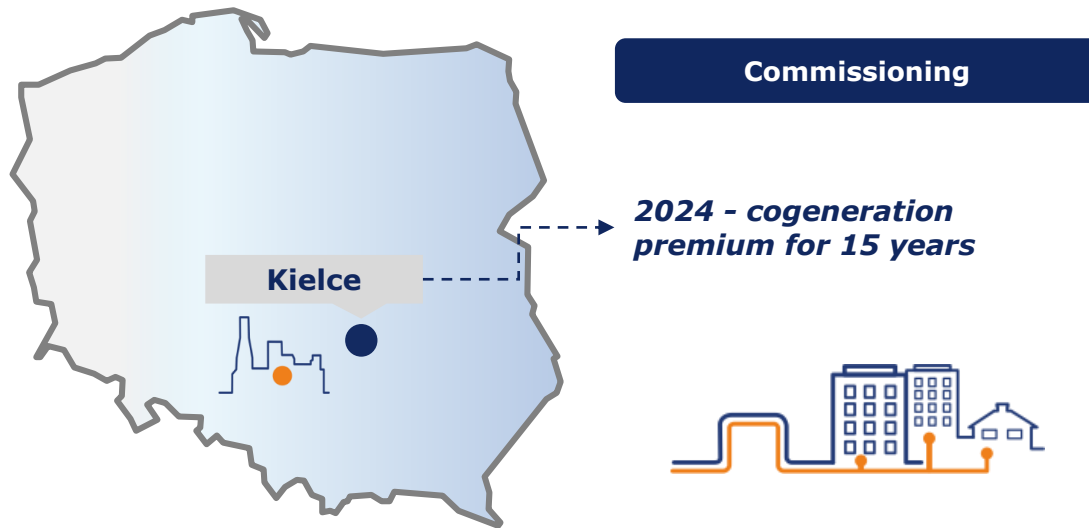 Commissioning
2024 - cogeneration
premium for 15 years
Kielce